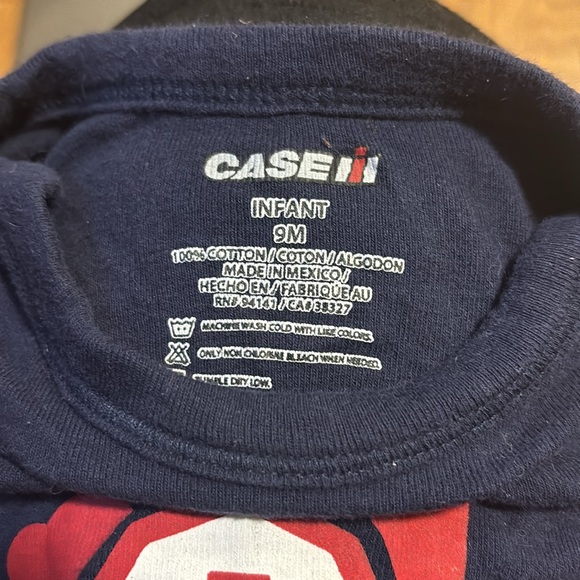 CASE IH
INFANT
9M
100% COTTON / COTON / ALGODON
MADE IN MEXICO /
HECHO EN / FABRIQUE AU
RN# 94141 / CA# 38327
MACHINE WASH COLD WITH LIKE COLORS.
ONLY NON CHLORINE BLEACH WHEN NEEDED.
TUMBLE DRY LOW.